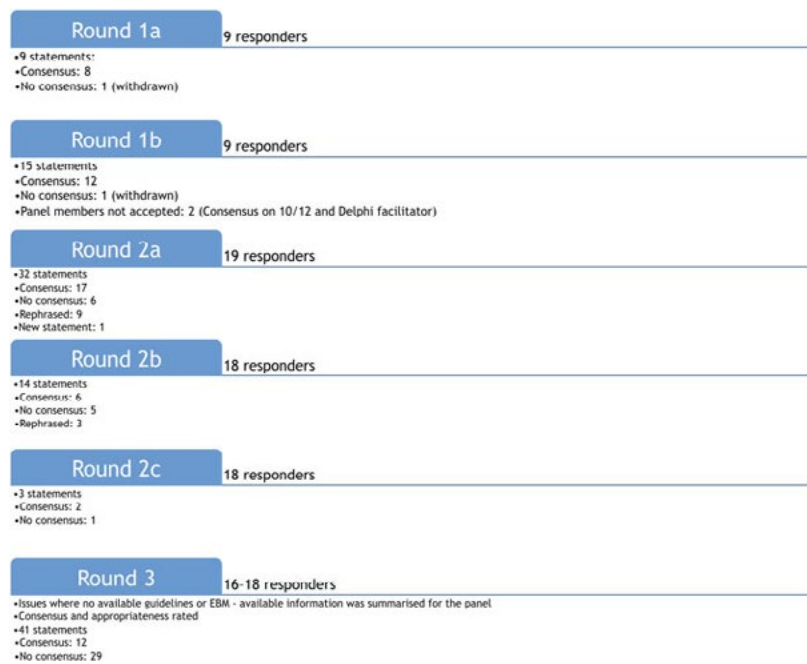 Round 1a
9 responders
•9 statements:
•Consensus: 8
•No consensus: 1 (withdrawn)
Round 1b
9 responders
•15 statements
•Consensus: 12
•No consensus: 1 (withdrawn)
•Panel members not accepted: 2 (Consensus on 10/12 and Delphi facilitator)
Round 2a
19 responders
•32 statements
•Consensus: 17
•No consensus: 6
•Rephrased: 9
•New statement: 1
Round 2b
18 responders
•14 statements
•Consensus: 6
•No consensus: 5
•Rephrased: 3
Round 2c
18 responders
•3 statements
•Consensus: 2
•No consensus: 1
Round 3
16-18 responders
•Issues where no available guidelines or EBM - available information was summarised for the panel
•Consensus and appropriateness rated
•41 statements
•Consensus: 12
•No consensus: 29